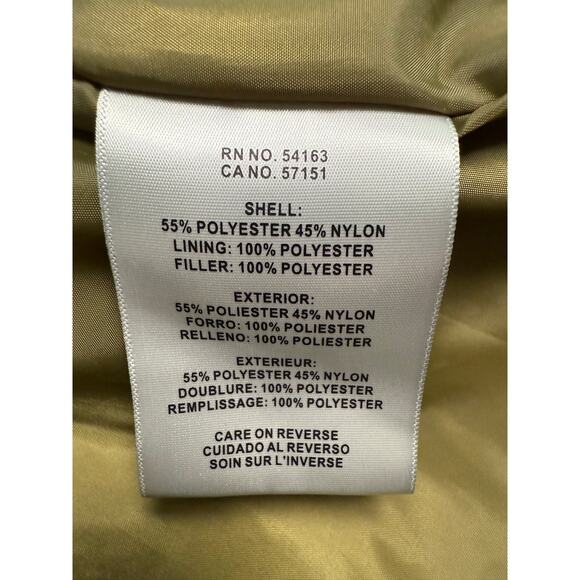 RN NO. 54163
CA NO. 57151
SHELL:
55% POLYESTER 45% NYLON
LINING: 100% POLYESTER
FILLER: 100% POLYESTER
EXTERIOR:
55% POLIESTER 45% NYLON
FORRO: 100% POLIESTER
RELLENO: 100% POLIESTER
EXTERIEUR:
55% POLYESTER 45% NYLON
DOUBLURE: 100% POLYESTER
REMPLISSAGE: 100% POLYESTER
CARE ON REVERSE
CUIDADO AL REVERSO
SOIN SUR L'INVERSE